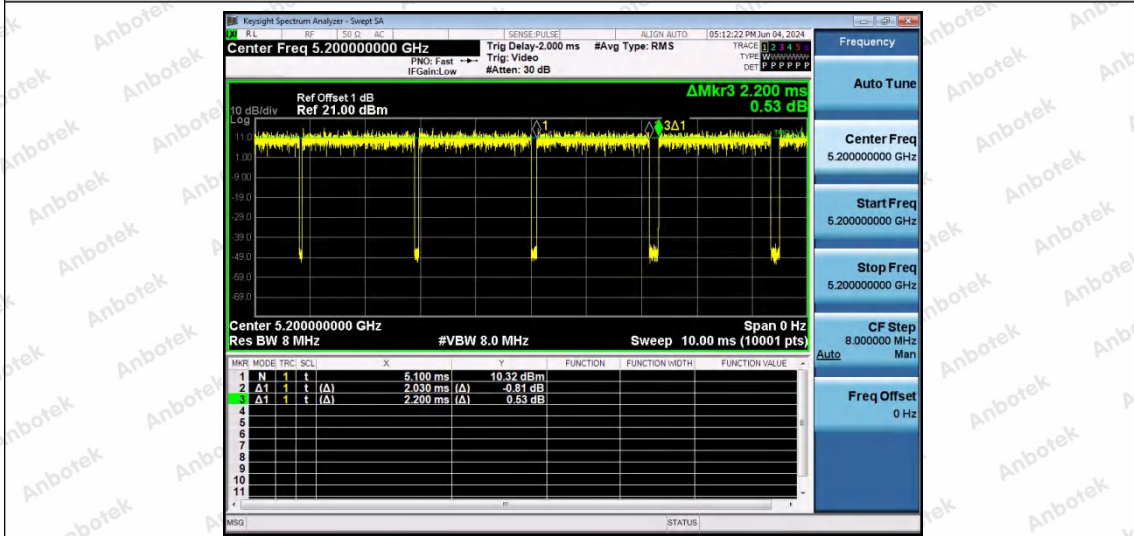 Keysight Spectrum Analyzer - Swept SA
RL RF 50 Ω AC SENSE:PULSE ALIGN AUTO 05:12:22 PM Jun 04, 2024
Center Freq 5.200000000 GHz
PNO: Fast
IFGain:Low
Trig Delay-2.000 ms
Trig: Video
#Atten: 30 dB
#Avg Type: RMS
TRACE 1 2 3 4 5 6
TYPE W
DET P P P P P P
Frequency
Auto Tune
Center Freq
5.200000000 GHz
Start Freq
5.200000000 GHz
Stop Freq
5.200000000 GHz
CF Step
8.000000 MHz
Auto Man
Freq Offset
0 Hz
ΔMkr3 2.200 ms
0.53 dB
Ref Offset 1 dB
10 dB/div Ref 21.00 dBm
Log
11.0
1.00
-9.00
-19.0
-29.0
-39.0
-49.0
-59.0
-69.0
1
3Δ1
Center 5.200000000 GHz Span 0 Hz
Res BW 8 MHz #VBW 8.0 MHz Sweep 10.00 ms (10001 pts)
MKR MODE TRC SCL X Y FUNCTION FUNCTION WIDTH FUNCTION VALUE
1 N 1 t 5.100 ms 10.32 dBm
2 Δ1 1 t (Δ) 2.030 ms (Δ) -0.81 dB
3 Δ1 1 t (Δ) 2.200 ms (Δ) 0.53 dB
4
5
6
7
8
9
10
11
MSG STATUS
Anbotek